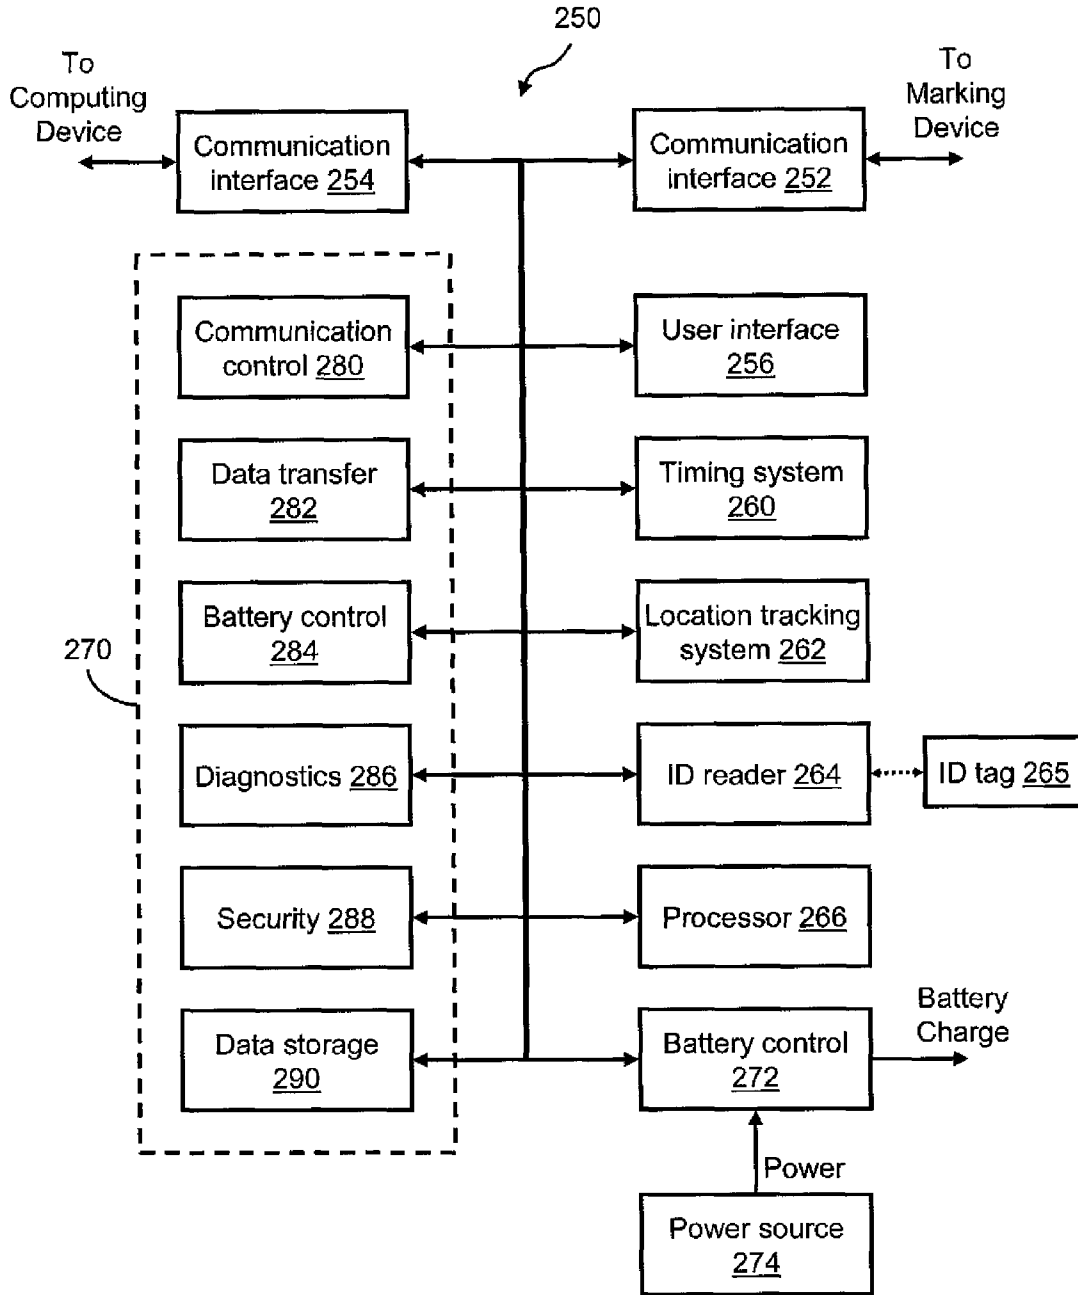 250
To
Computing
Device
To
Marking
Device
Communication
interface 254
Communication
interface 252
Communication
control 280
User interface
256
Data transfer
282
Timing system
260
Battery control
284
Location tracking
system 262
270
Diagnostics 286
ID reader 264
ID tag 265
Security 288
Processor 266
Data storage
290
Battery control
272
Battery
Charge
Power
Power source
274